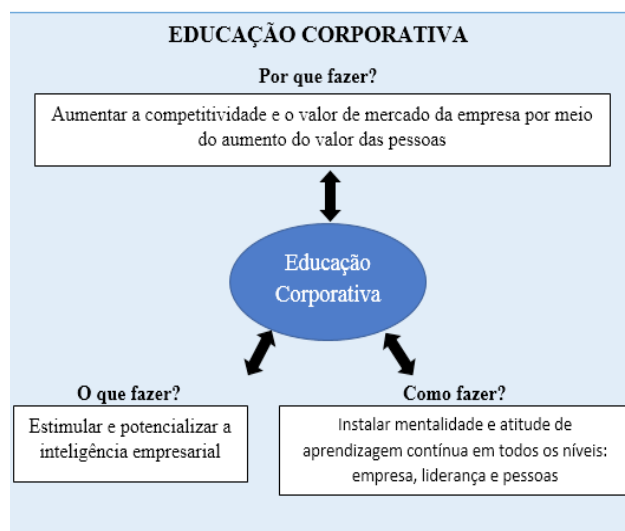 EDUCAÇÃO CORPORATIVA
Por que fazer?
Aumentar a competitividade e o valor de mercado da empresa por meio
do aumento do valor das pessoas
Educação
Corporativa
O que fazer?
Estimular e potencializar a
inteligência empresarial
Como fazer?
Instalar mentalidade e atitude de
aprendizagem contínua em todos os níveis:
empresa, liderança e pessoas